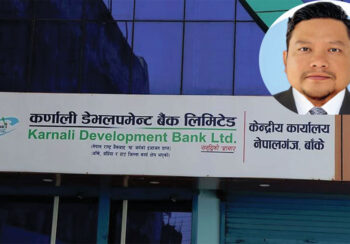 कर्णाली डेभलपमेन्ट बैंक लिमिटेड
Karnali Development Bank Ltd.
केन्द्रीय कार्यालय
नेपालगंज, बाँके